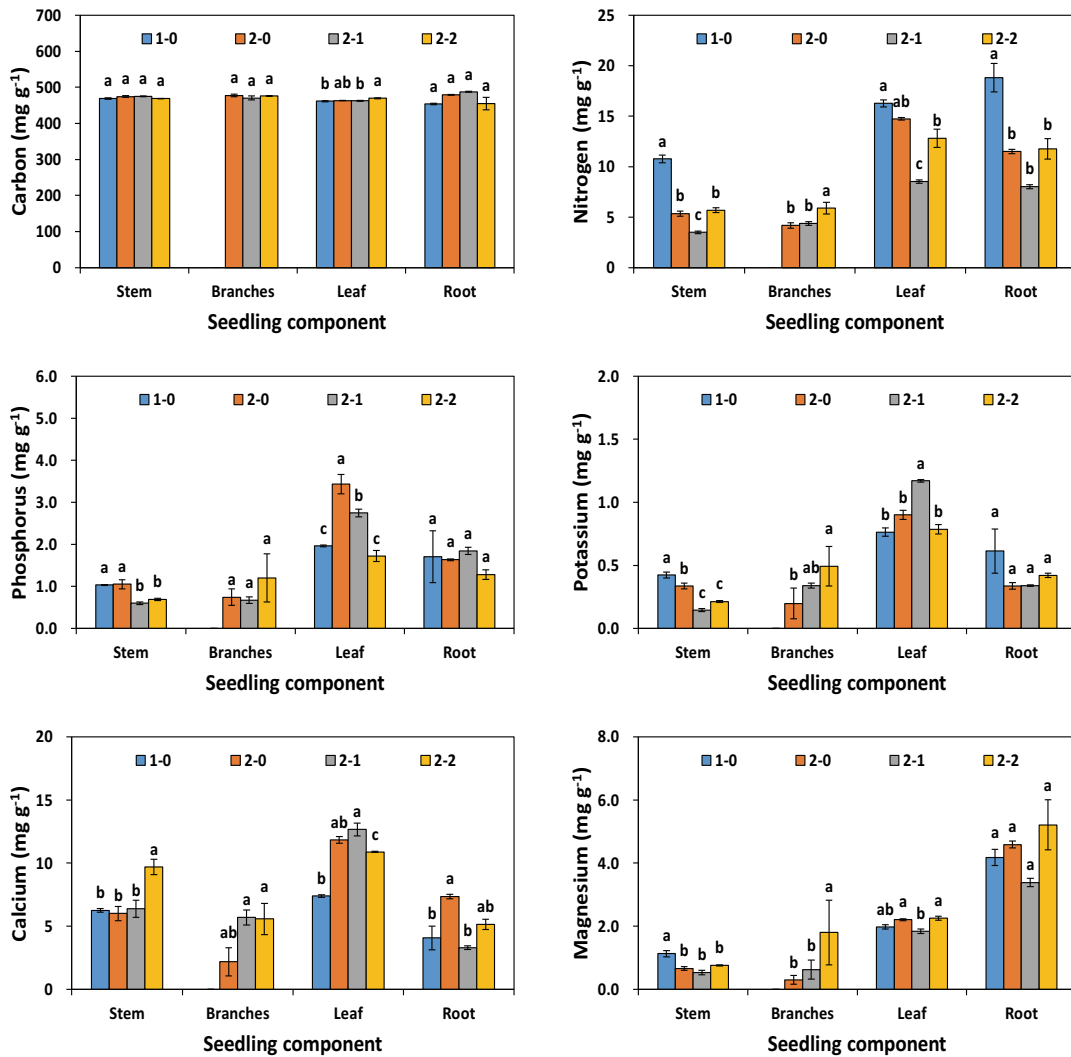 Carbon (mg g⁻¹)
700
600
500
400
300
200
100
0
1-0 2-0 2-1 2-2
a a a a a a a b ab b a a a a a
Stem Branches Leaf Root
Seedling component
Nitrogen (mg g⁻¹)
25
20
15
10
5
0
1-0 2-0 2-1 2-2
a b c b b b a a ab c b a b b b
Stem Branches Leaf Root
Seedling component
Phosphorus (mg g⁻¹)
6.0
5.0
4.0
3.0
2.0
1.0
0.0
1-0 2-0 2-1 2-2
a a b b a a a c a b c a a a a
Stem Branches Leaf Root
Seedling component
Potassium (mg g⁻¹)
2.0
1.5
1.0
0.5
0.0
1-0 2-0 2-1 2-2
a b c c b ab a b b a b a a a a
Stem Branches Leaf Root
Seedling component
Calcium (mg g⁻¹)
20
15
10
5
0
1-0 2-0 2-1 2-2
b b b a ab a a b ab a c b a b ab
Stem Branches Leaf Root
Seedling component
Magnesium (mg g⁻¹)
8.0
6.0
4.0
2.0
0.0
1-0 2-0 2-1 2-2
a b b b b b a ab a b a a a a a
Stem Branches Leaf Root
Seedling component